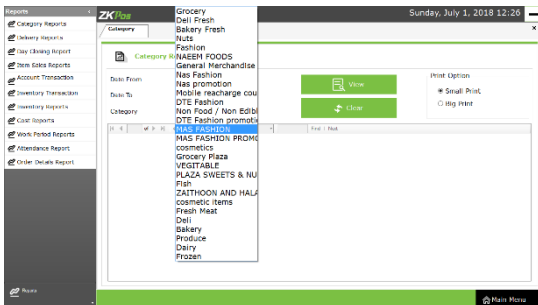 Reports
Category Reports
Delivery Reports
Day Closing Report
Item Sales Reports
Account Transaction
Inventory Transaction
Inventory Reports
Cost Reports
Work Period Reports
Attendance Report
Order Details Report
ZKPos
Sunday, July 1, 2018 12:26
Category
Category R
Date From
Date To
Category
Grocery
Deli Fresh
Bakery Fresh
Nuts
Fashion
NAEEM FOODS
General Merchandise
Nas Fashion
Nas promotion
Mobile reacharge cou
DTE Fashion
Non Food / Non Edibl
DTE Fashion promotio
MAS FASHION
MAS FASHION PROMO
cosmetics
Grocery Plaza
VEGITABLE
PLAZA SWEETS & NU
Fish
ZAITHOON AND HALA
cosmetic items
Fresh Meat
Deli
Bakery
Produce
Dairy
Frozen
View
Clear
Print Option
Small Print
Big Print
of
Find | Next
Main Menu